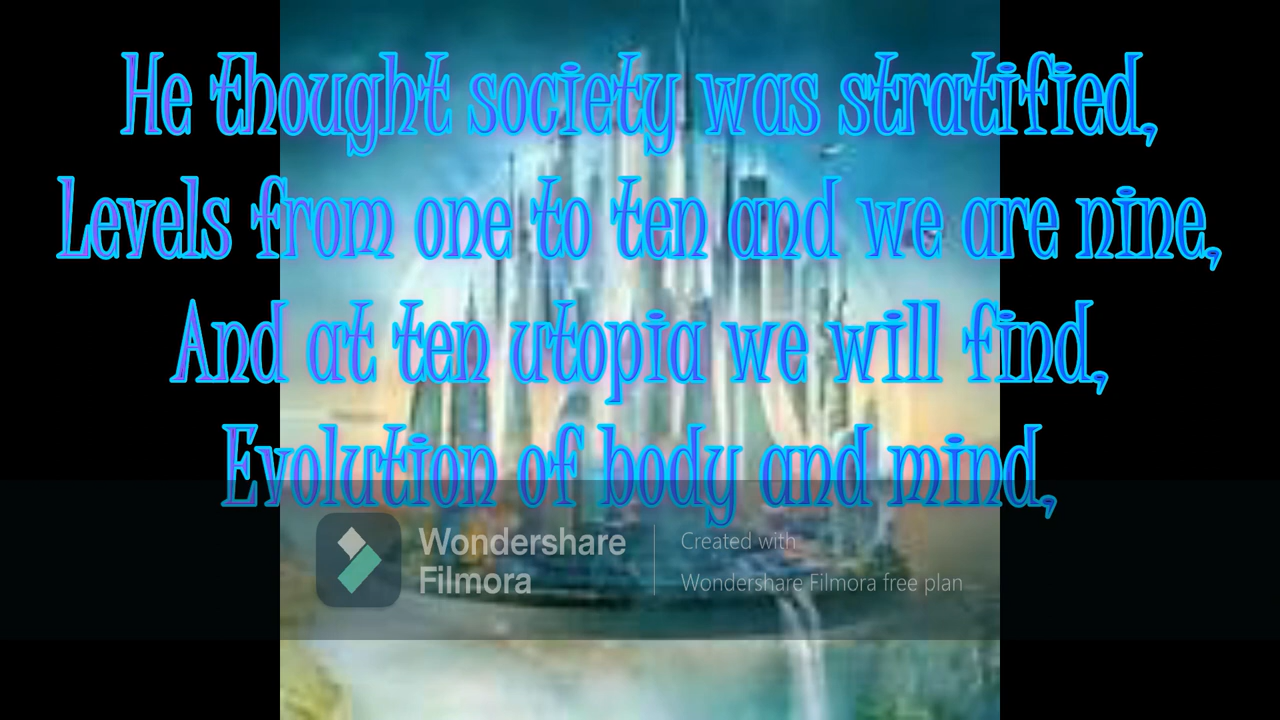 He thought society was stratified,
Levels from one to ten and we are nine,
And at ten utopia we will find,
Evolution of body and mind,
Wondershare
Filmora
Created with
Wondershare Filmora free plan